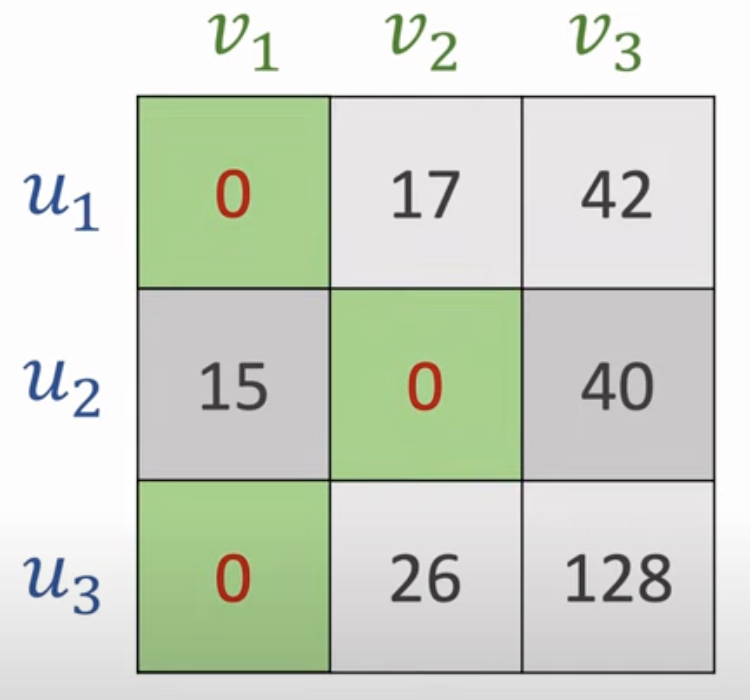 v₁ v₂ v₃
u₁ 0 17 42
u₂ 15 0 40
u₃ 0 26 128